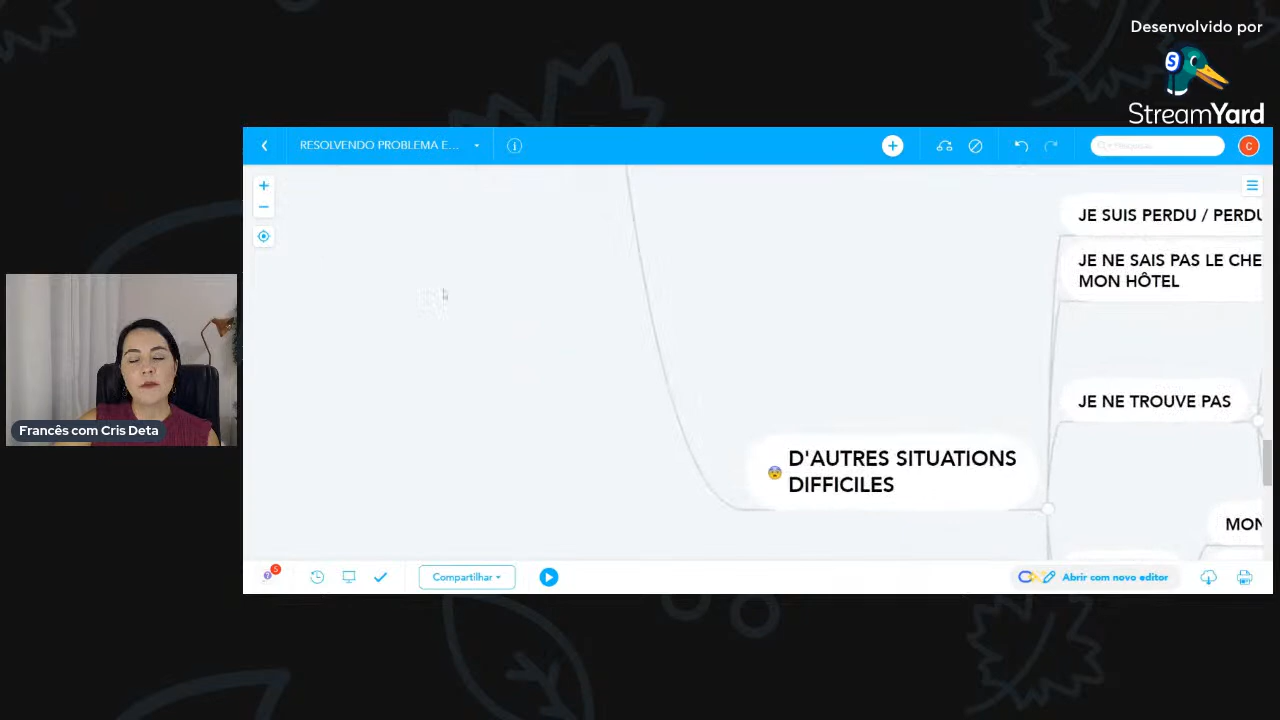 Desenvolvido por
StreamYard
RESOLVENDO PROBLEMA E...
C
JE SUIS PERDU / PERDU
JE NE SAIS PAS LE CHE
MON HÔTEL
JE NE TROUVE PAS
D'AUTRES SITUATIONS
DIFFICILES
MON
Francês com Cris Deta
5
Compartilhar
Abrir com novo editor